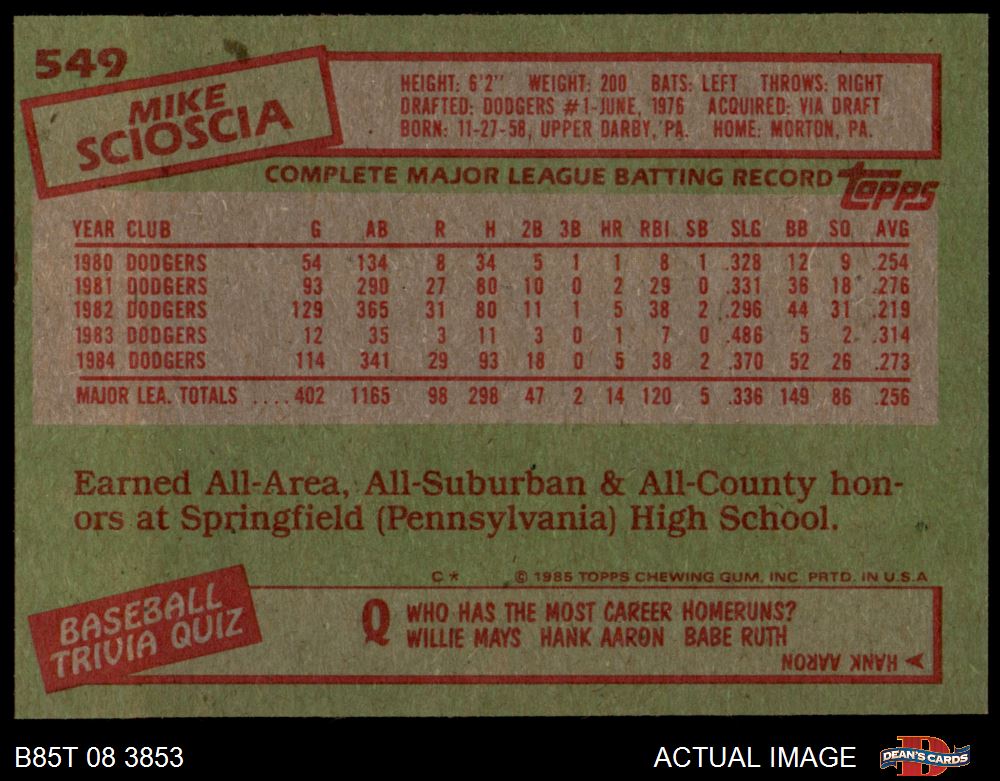 549
MIKE
SCIOSCIA
HEIGHT: 6'2'' WEIGHT: 200 BATS: LEFT THROWS: RIGHT
DRAFTED: DODGERS #1-JUNE, 1976 ACQUIRED: VIA DRAFT
BORN: 11-27-58, UPPER DARBY, PA. HOME: MORTON, PA.
COMPLETE MAJOR LEAGUE BATTING RECORD topps
YEAR CLUB G AB R H 2B 3B HR RBI SB SLG BB SO AVG
1980 DODGERS 54 134 8 34 5 1 1 8 1 .328 12 9 .254
1981 DODGERS 93 290 27 80 10 0 2 29 0 .331 36 18 .276
1982 DODGERS 129 365 31 80 11 1 5 38 2 .296 44 31 .219
1983 DODGERS 12 35 3 11 3 0 1 7 0 .486 5 2 .314
1984 DODGERS 114 341 29 93 18 0 5 38 2 .370 52 26 .273
MAJOR LEA. TOTALS ....402 1165 98 298 47 2 14 120 5 .336 149 86 .256
Earned All-Area, All-Suburban & All-County hon-
ors at Springfield (Pennsylvania) High School.
C* © 1985 TOPPS CHEWING GUM, INC. PRTD. IN U.S.A
BASEBALL
TRIVIA QUIZ
Q WHO HAS THE MOST CAREER HOMERUNS?
WILLIE MAYS HANK AARON BABE RUTH
HANK AARON
B85T 08 3853 ACTUAL IMAGE DEAN'S CARDS